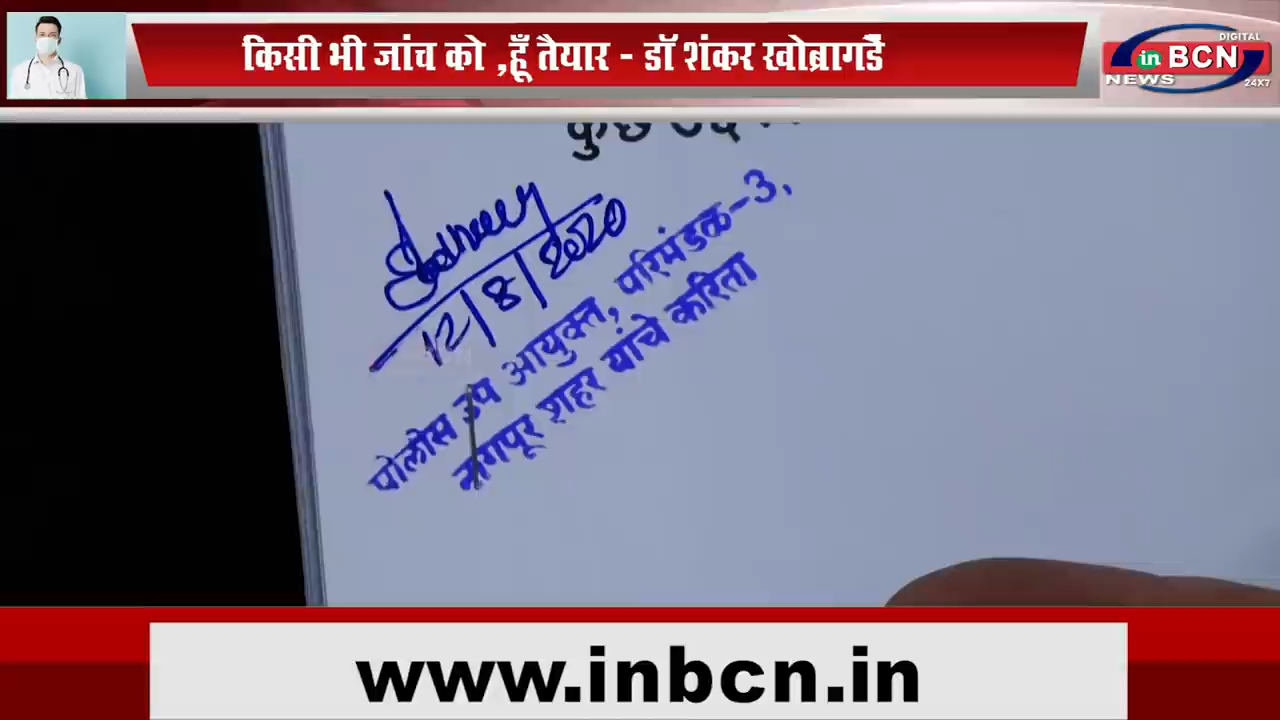 किसी भी जांच को ,हूँ तैयार - डॉ शंकर खोब्रागर्डे
DIGITAL
in BCN
NEWS 24X7
12/8/2020
पोलीस उप आयुक्त, परिमंडळ-3,
नागपूर शहर यांचे करिता
www.inbcn.in